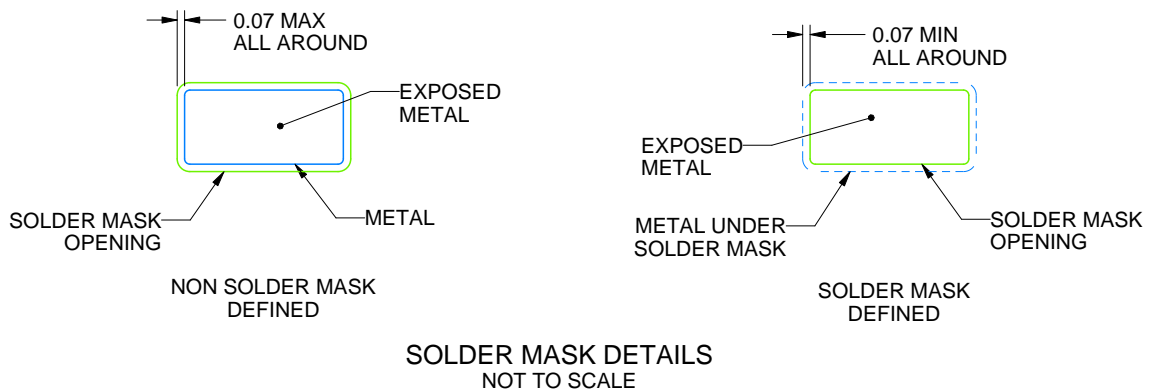 0.07 MAX
ALL AROUND
EXPOSED
METAL
SOLDER MASK
OPENING
METAL
NON SOLDER MASK
DEFINED
0.07 MIN
ALL AROUND
EXPOSED
METAL
METAL UNDER
SOLDER MASK
SOLDER MASK
OPENING
SOLDER MASK
DEFINED
SOLDER MASK DETAILS
NOT TO SCALE